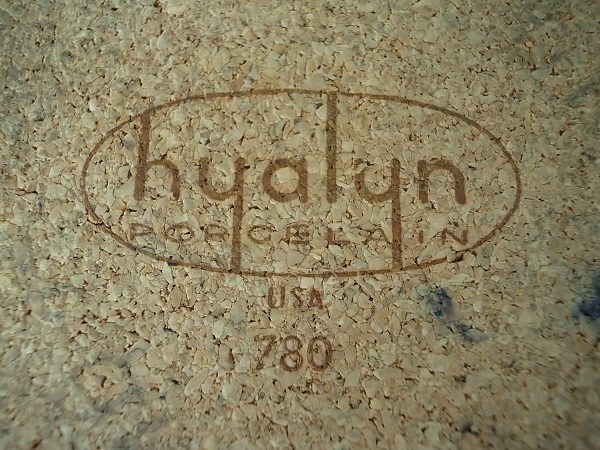 hyalyn
PORCELAIN
USA
780